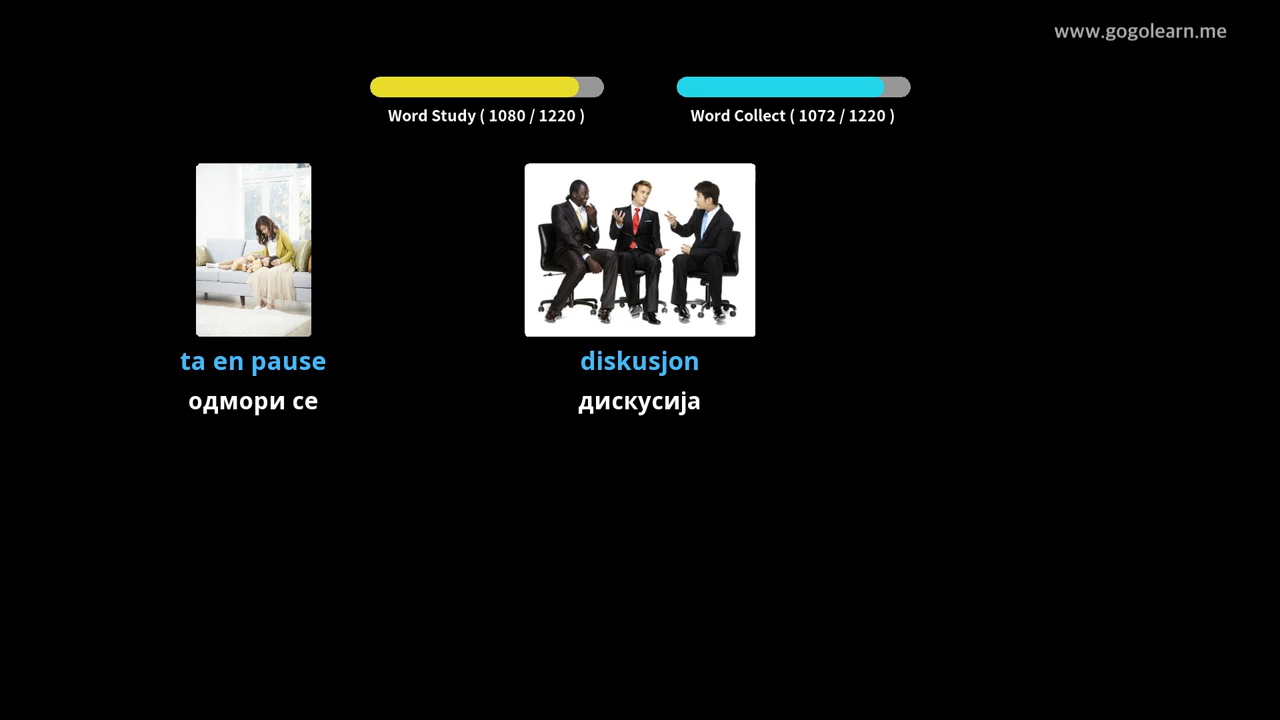 www.gogolearn.me
Word Study ( 1080 / 1220 )
Word Collect ( 1072 / 1220 )
ta en pause
одмори се
diskusjon
дискусија